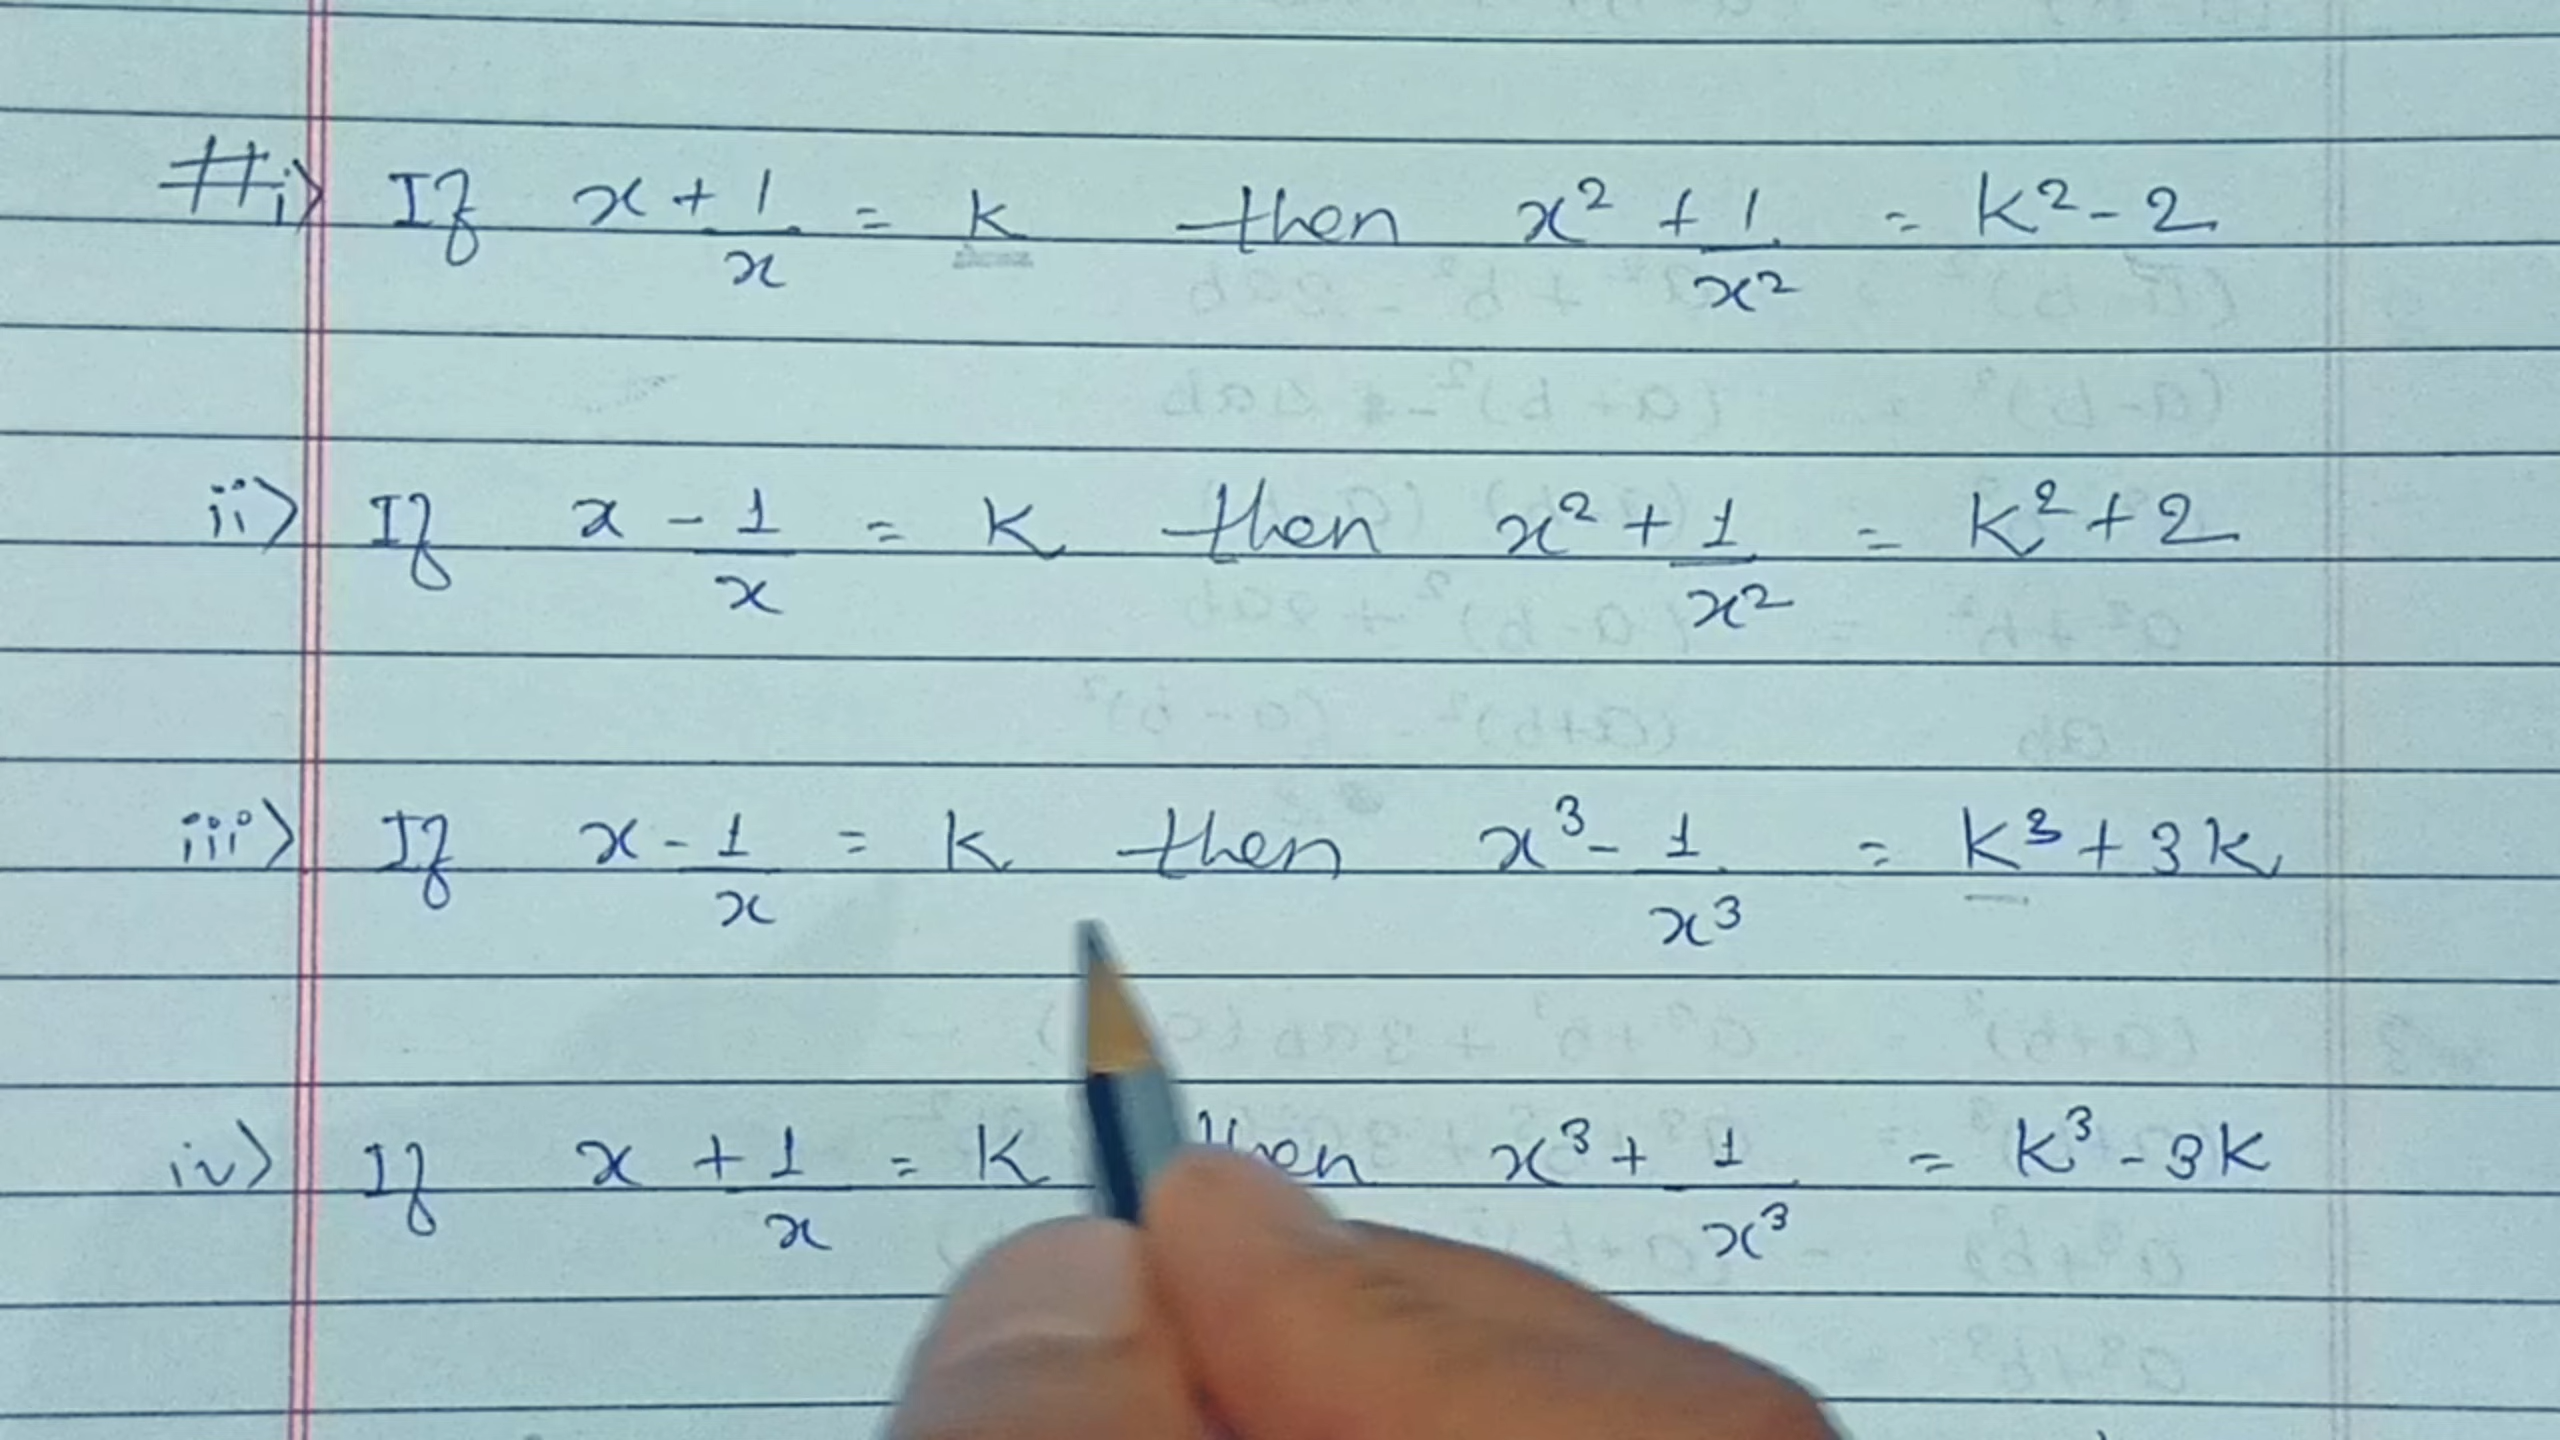 #i) If x + 1/x = k then x² + 1/x² = k² - 2
ii) If x - 1/x = k then x² + 1/x² = k² + 2
iii) If x - 1/x = k then x³ - 1/x³ = k³ + 3k
iv) If x + 1/x = k then x³ + 1/x³ = k³ - 3k